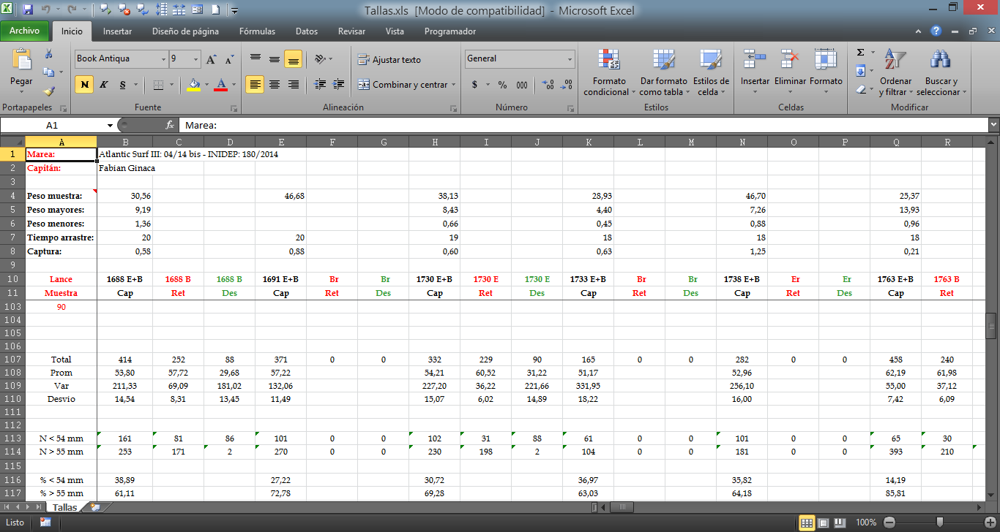 Tallas.xls [Modo de compatibilidad] - Microsoft Excel
Archivo Inicio Insertar Diseño de página Fórmulas Datos Revisar Vista Programador
Pegar
Portapapeles
Book Antiqua 9
N K S
Fuente
Ajustar texto
Combinar y centrar
Alineación
General
$ % 000
Número
Formato condicional
Dar formato como tabla
Estilos de celda
Estilos
Insertar Eliminar Formato
Celdas
Ordenar y filtrar
Buscar y seleccionar
Modificar
A1 fx Marea:
A B C D E F G H I J K L M N O P Q R
1 Marea: Atlantic Surf III: 04/14 bis - INIDEP: 180/2014
2 Capitán: Fabian Ginaca
3
4 Peso muestra: 30,56 46,68 38,13 28,93 46,70 25,37
5 Peso mayores: 9,19 8,43 4,40 7,26 13,93
6 Peso menores: 1,36 0,66 0,45 0,88 0,96
7 Tiempo arrastre: 20 20 19 18 18 18
8 Captura: 0,58 0,88 0,60 0,63 1,25 0,21
9
10 Lance 1688 E+B 1688 B 1688 B 1691 E+B Br Br 1730 E+B 1730 E 1730 E 1733 E+B Br Br 1738 E+B Er Er 1763 E+B 1763 B
11 Muestra Cap Ret Des Cap Ret Des Cap Ret Des Cap Ret Des Cap Ret Des Cap Ret
103 90
104
105
106
107 Total 414 252 88 371 0 0 332 229 90 165 0 0 282 0 0 458 240
108 Prom 53,80 57,72 29,68 57,22 54,21 60,52 31,22 51,17 52,96 62,19 61,98
109 Var 211,33 69,09 181,02 132,06 227,20 36,22 221,66 331,95 256,10 55,00 37,12
110 Desvio 14,54 8,31 13,45 11,49 15,07 6,02 14,89 18,22 16,00 7,42 6,09
111
112
113 N < 54 mm 161 81 86 101 0 0 102 31 88 61 0 0 101 0 0 65 30
114 N > 55 mm 253 171 2 270 0 0 230 198 2 104 0 0 181 0 0 393 210
115
116 % < 54 mm 38,89 27,22 30,72 36,97 35,82 14,19
117 % > 55 mm 61,11 72,78 69,28 63,03 64,18 85,81
Tallas
Listo 100%